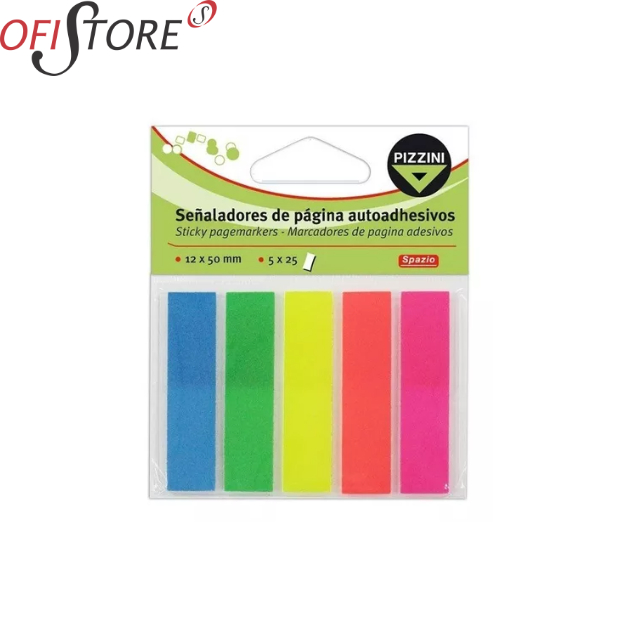 OFISTORE S
PIZZINI
Señaladores de página autoadhesivos
Sticky pagemarkers - Marcadores de pagina adesivos
• 12 x 50 mm • 5 x 25
Spazio